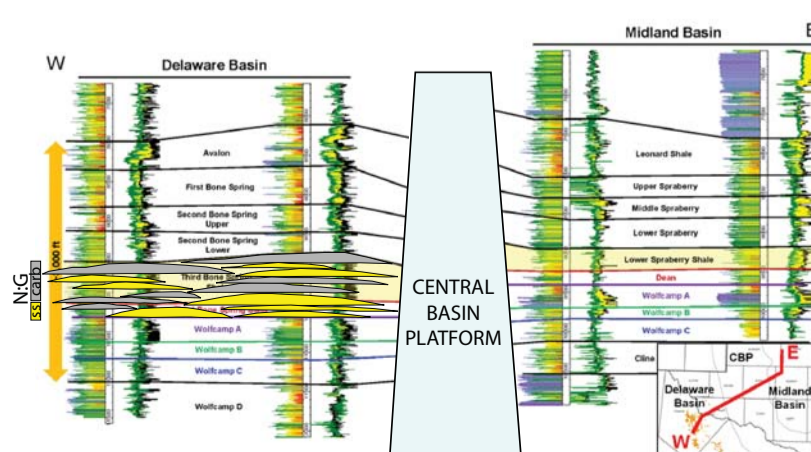 W
Delaware Basin
Midland Basin
E
Avalon
First Bone Spring
Second Bone Spring
Upper
Second Bone Spring
Lower
Third Bone
000 ft
N:G
ss carb
Wolfcamp A
Wolfcamp B
Wolfcamp C
Wolfcamp D
CENTRAL
BASIN
PLATFORM
Leonard Shale
Upper Spraberry
Middle Spraberry
Lower Spraberry
Lower Spraberry Shale
Dean
Wolfcamp A
Wolfcamp B
Wolfcamp C
Cline
CBP
E
Delaware
Basin
Midland
Basin
W